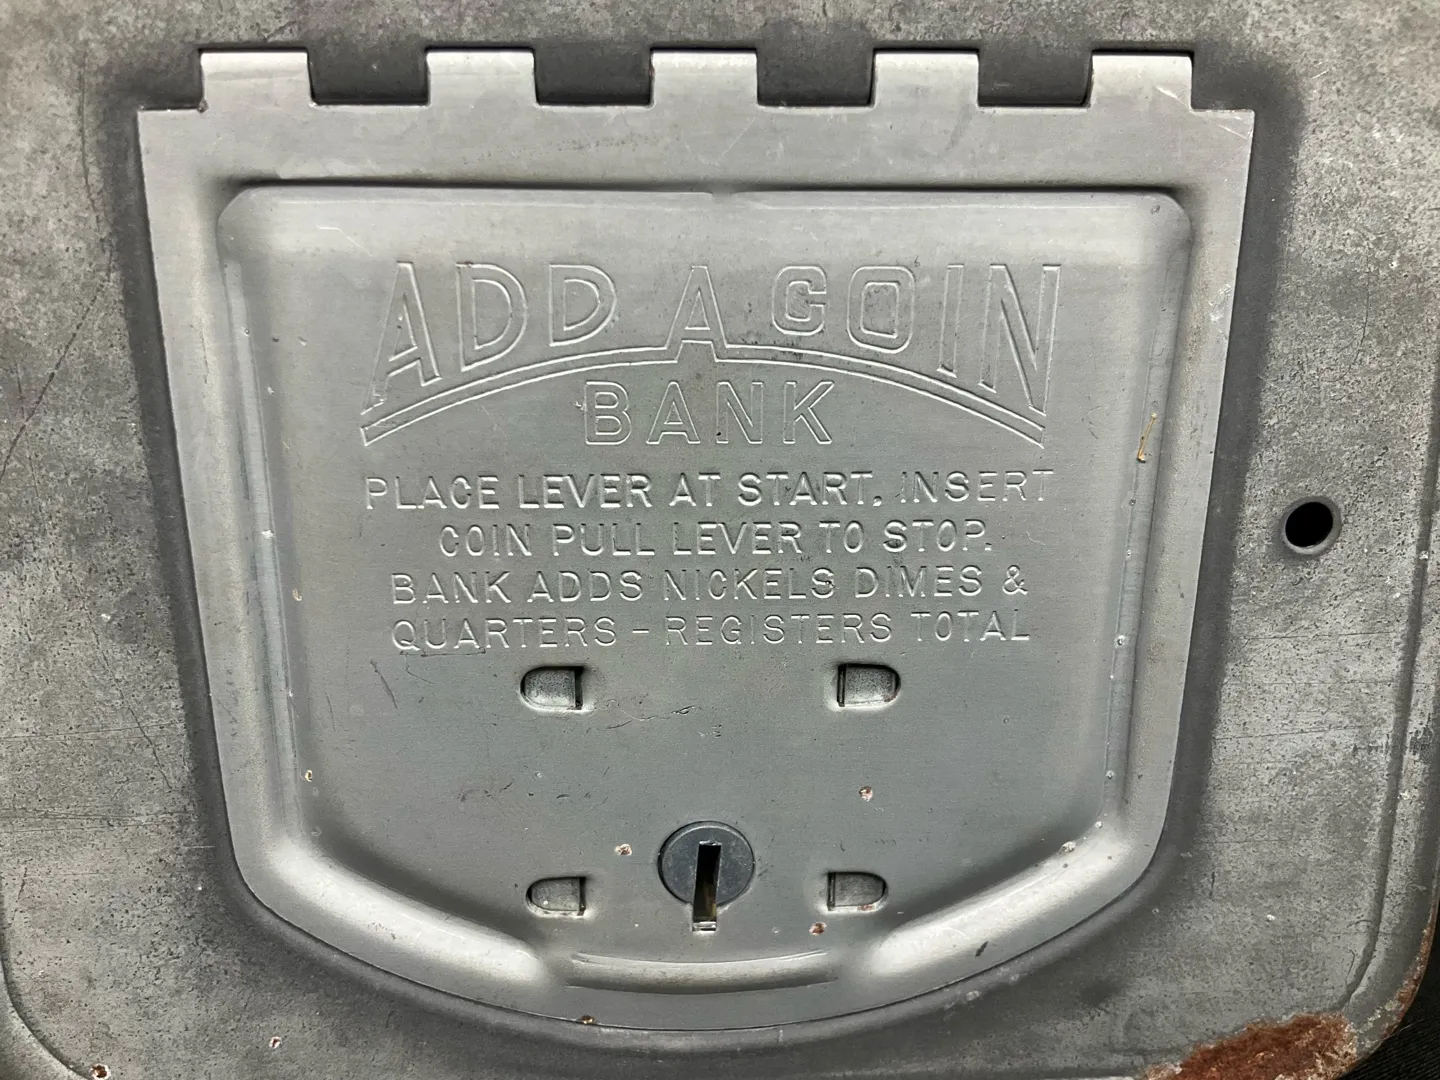 ADD A COIN
BANK
PLACE LEVER AT START, INSERT
COIN PULL LEVER TO STOP.
BANK ADDS NICKELS DIMES &
QUARTERS - REGISTERS TOTAL